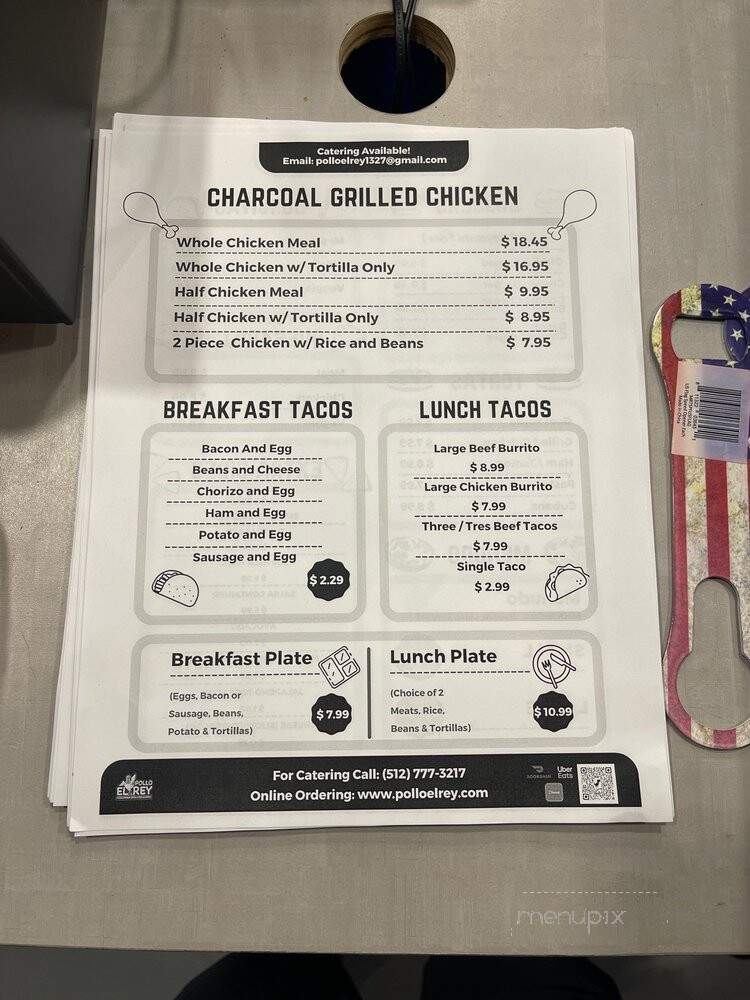 Catering Available!
Email: polloelrey1327@gmail.com
CHARCOAL GRILLED CHICKEN
Whole Chicken Meal $ 18.45
Whole Chicken w/ Tortilla Only $ 16.95
Half Chicken Meal $ 9.95
Half Chicken w/ Tortilla Only $ 8.95
2 Piece Chicken w/ Rice and Beans $ 7.95
BREAKFAST TACOS
Bacon And Egg
Beans and Cheese
Chorizo and Egg
Ham and Egg
Potato and Egg
Sausage and Egg
$ 2.29
LUNCH TACOS
Large Beef Burrito
$ 8.99
Large Chicken Burrito
$ 7.99
Three / Tres Beef Tacos
$ 7.99
Single Taco
$ 2.99
Breakfast Plate
(Eggs, Bacon or
Sausage, Beans,
Potato & Tortillas)
$ 7.99
Lunch Plate
(Choice of 2
Meats, Rice,
Beans & Tortillas)
$10.99
POLLO
EL REY
For Catering Call: (512) 777-3217
Online Ordering: www.polloelrey.com
DOORDASH
Uber
Eats
menupix